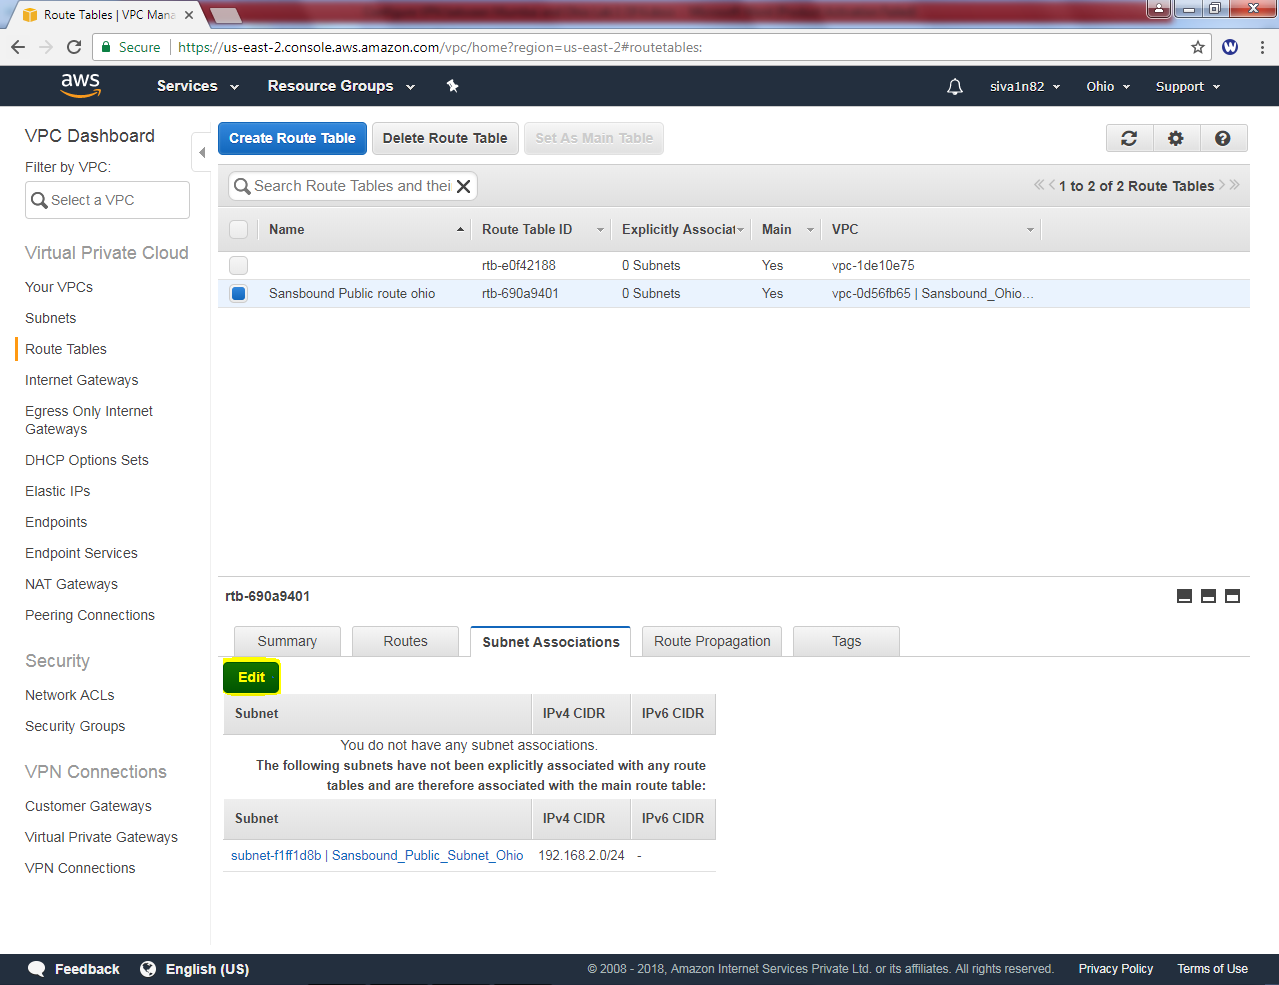 Route Tables | VPC Mana
Secure | https://us-east-2.console.aws.amazon.com/vpc/home?region=us-east-2#routetables:
aws Services Resource Groups siva1n82 Ohio Support
VPC Dashboard
Filter by VPC:
Select a VPC
Virtual Private Cloud
Your VPCs
Subnets
Route Tables
Internet Gateways
Egress Only Internet
Gateways
DHCP Options Sets
Elastic IPs
Endpoints
Endpoint Services
NAT Gateways
Peering Connections
Security
Network ACLs
Security Groups
VPN Connections
Customer Gateways
Virtual Private Gateways
VPN Connections
Create Route Table Delete Route Table Set As Main Table
Search Route Tables and thei 1 to 2 of 2 Route Tables
Name Route Table ID Explicitly Associat Main VPC
rtb-e0f42188 0 Subnets Yes vpc-1de10e75
Sansbound Public route ohio rtb-690a9401 0 Subnets Yes vpc-0d56fb65 | Sansbound_Ohio…
rtb-690a9401
Summary Routes Subnet Associations Route Propagation Tags
Edit
Subnet IPv4 CIDR IPv6 CIDR
You do not have any subnet associations.
The following subnets have not been explicitly associated with any route
tables and are therefore associated with the main route table:
Subnet IPv4 CIDR IPv6 CIDR
subnet-f1ff1d8b | Sansbound_Public_Subnet_Ohio 192.168.2.0/24 -
Feedback English (US) © 2008 - 2018, Amazon Internet Services Private Ltd. or its affiliates. All rights reserved. Privacy Policy Terms of Use